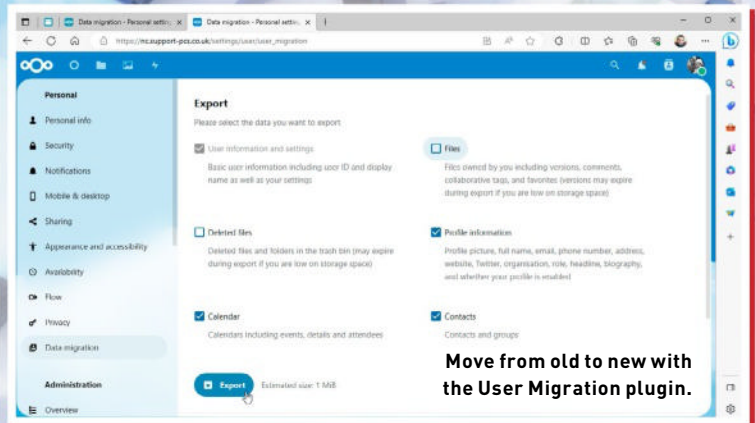 Data migration - Personal setting
Data migration - Personal settin
https://nc.support-pcs.co.uk/settings/user/user_migration
Personal
Personal info
Security
Notifications
Mobile & desktop
Sharing
Appearance and accessibility
Availability
Flow
Privacy
Data migration
Administration
Overview
Export
Please select the data you want to export
User information and settings
Basic user information including user ID and display
name as well as your settings
Files
Files owned by you including versions, comments,
collaborative tags, and favorites (versions may expire
during export if you are low on storage space)
Deleted files
Deleted files and folders in the trash bin (may expire
during export if you are low on storage space)
Profile information
Profile picture, full name, email, phone number, address,
website, Twitter, organisation, role, headline, biography,
and whether your profile is enabled
Calendar
Calendars including events, details and attendees
Contacts
Contacts and groups
Export
Estimated size: 1 MiB
Move from old to new with
the User Migration plugin.